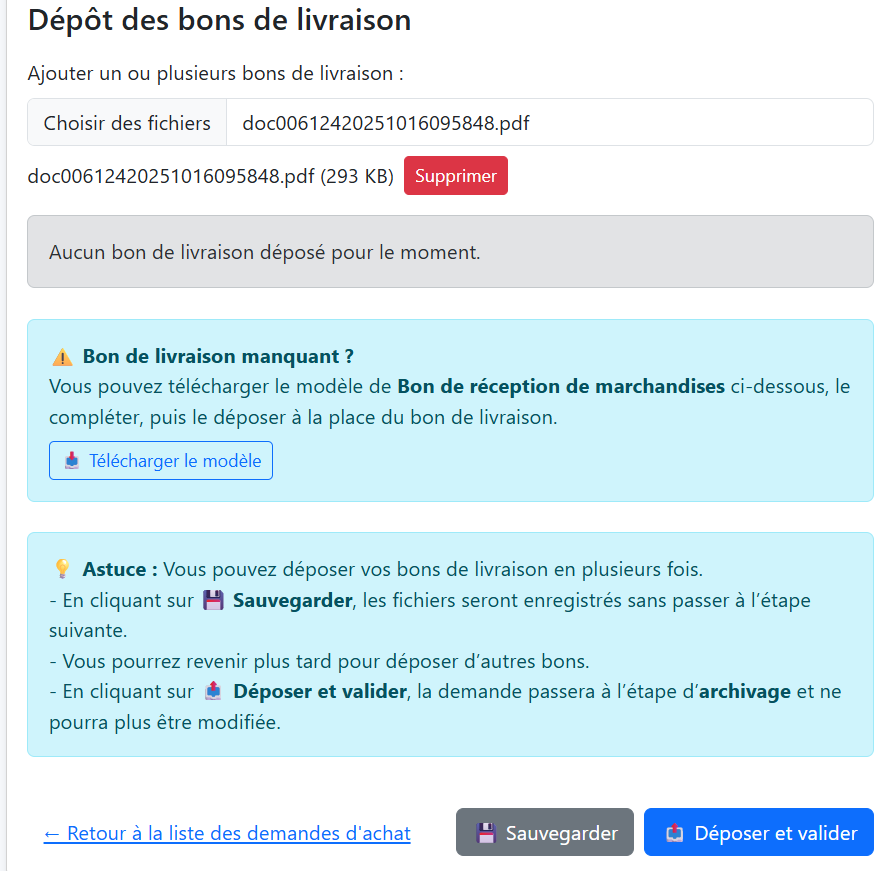 Dépôt des bons de livraison
Ajouter un ou plusieurs bons de livraison :
Choisir des fichiers doc00612420251016095848.pdf
doc00612420251016095848.pdf (293 KB) Supprimer
Aucun bon de livraison déposé pour le moment.
⚠️ Bon de livraison manquant ?
Vous pouvez télécharger le modèle de Bon de réception de marchandises ci-dessous, le
compléter, puis le déposer à la place du bon de livraison.
📥 Télécharger le modèle
💡 Astuce : Vous pouvez déposer vos bons de livraison en plusieurs fois.
- En cliquant sur 💾 Sauvegarder, les fichiers seront enregistrés sans passer à l’étape
suivante.
- Vous pourrez revenir plus tard pour déposer d’autres bons.
- En cliquant sur 📤 Déposer et valider, la demande passera à l’étape d’archivage et ne
pourra plus être modifiée.
← Retour à la liste des demandes d'achat 💾 Sauvegarder 📤 Déposer et valider